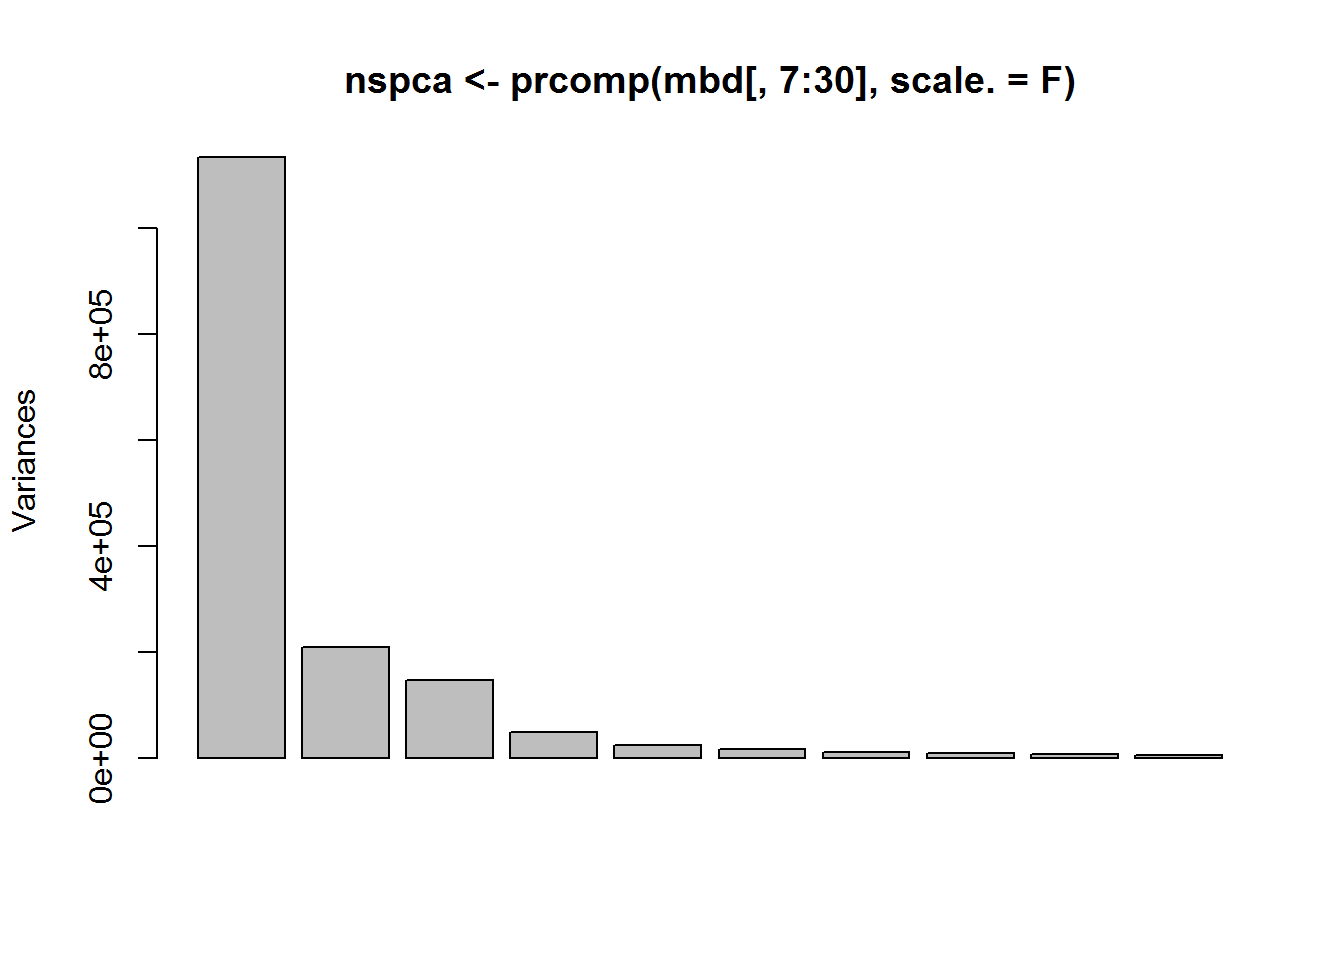 nspca <- prcomp(mbd[, 7:30], scale. = F)
Variances
8e+05
4e+05
0e+00